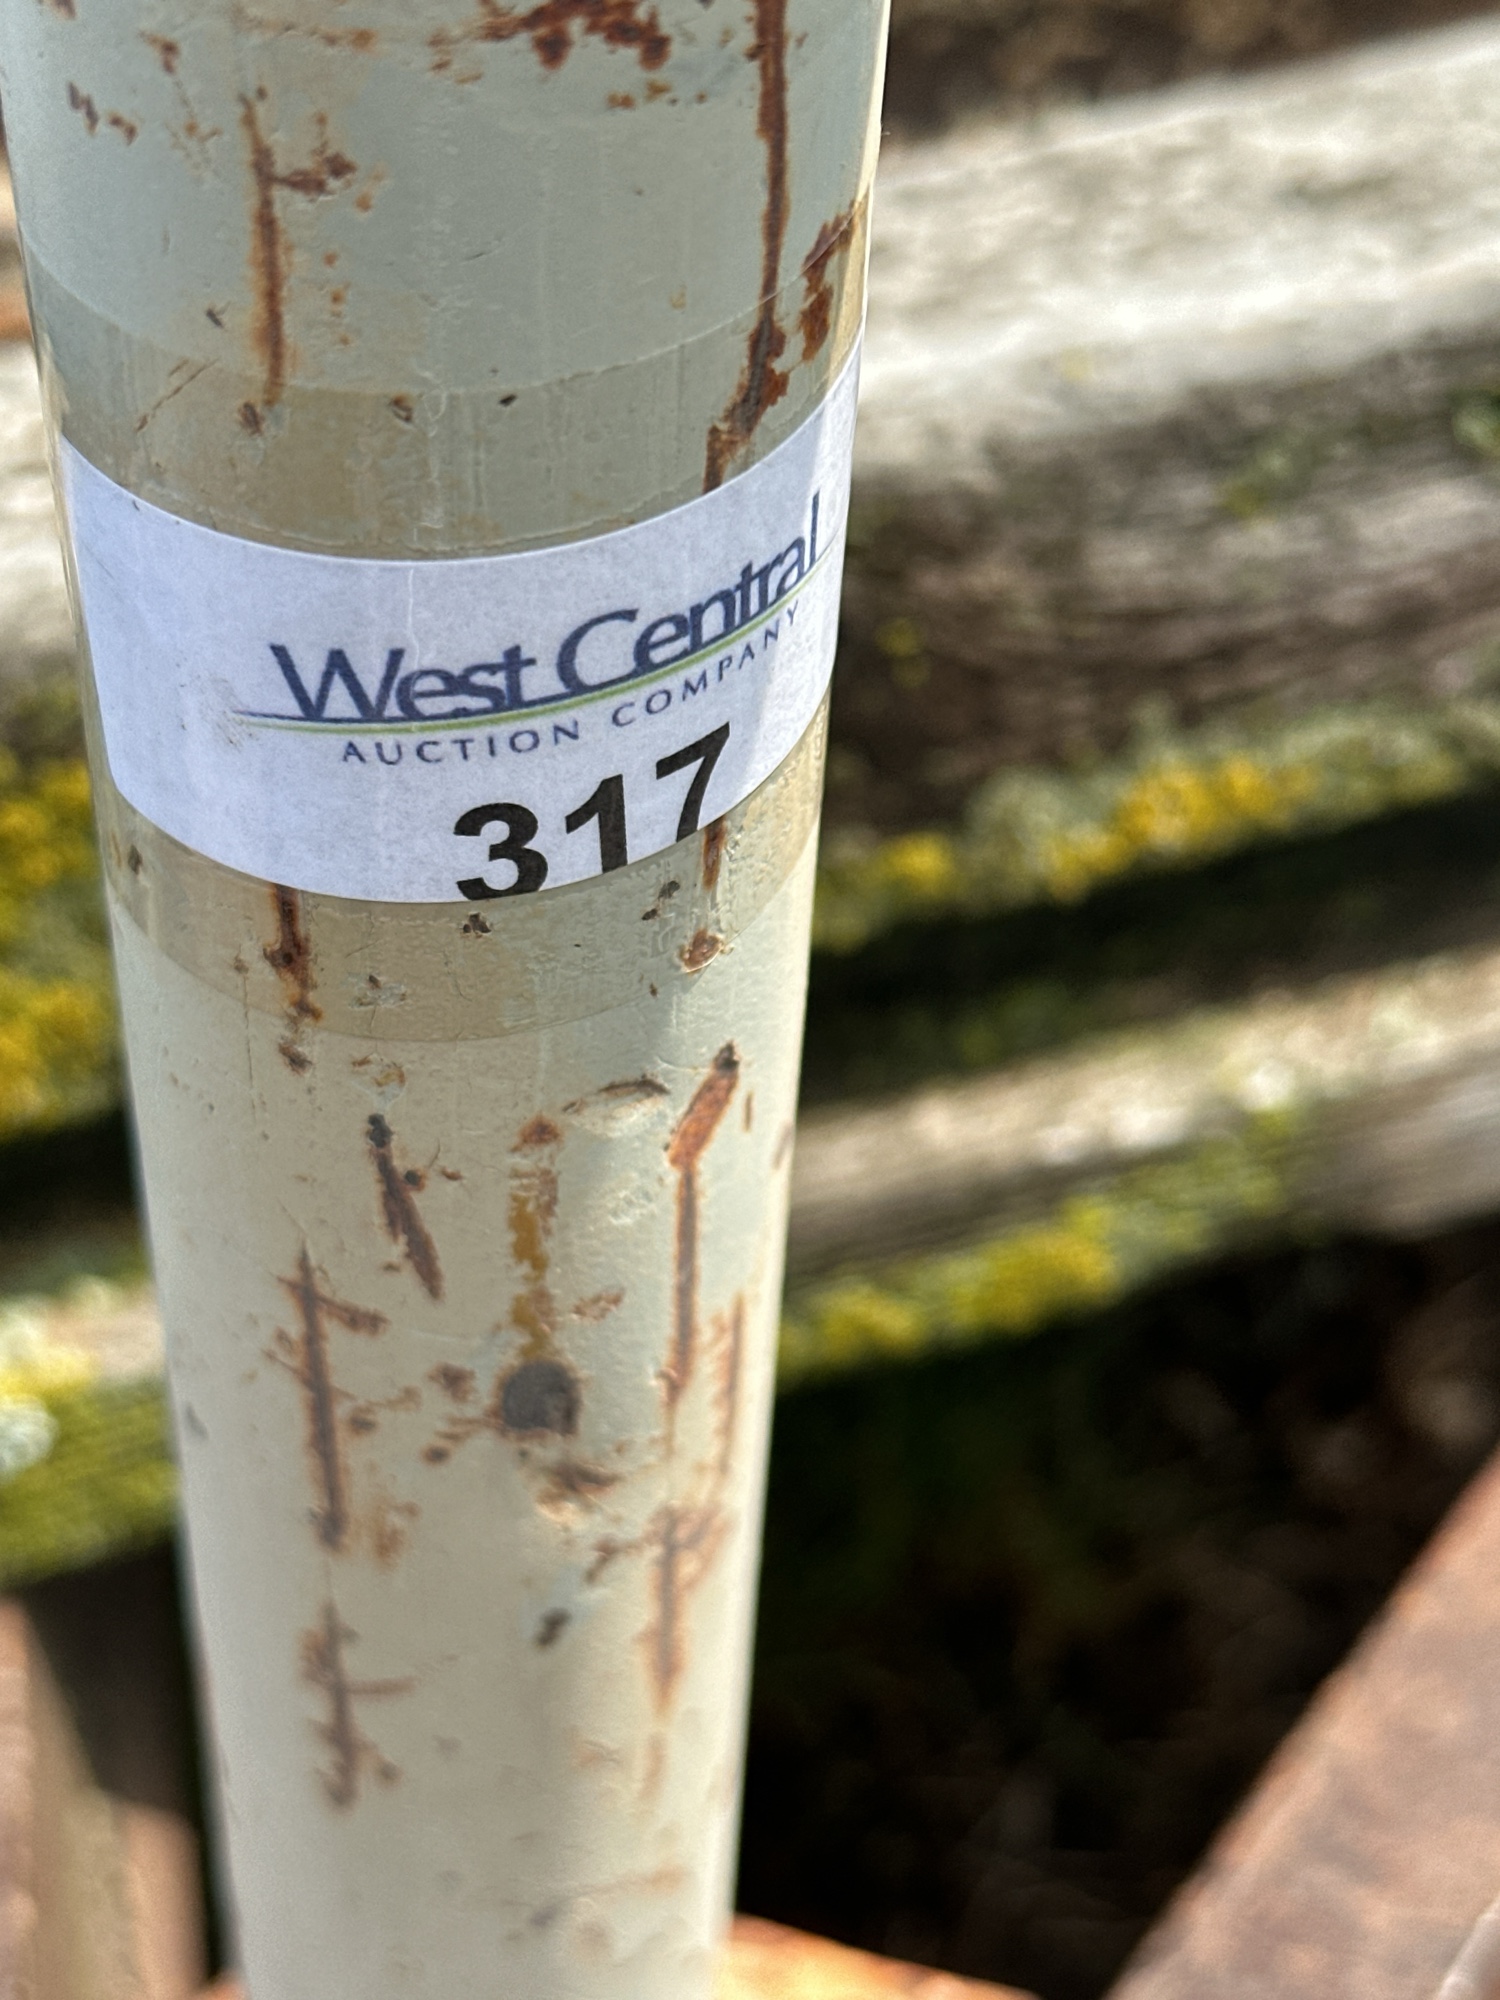 West Central
AUCTION COMPANY
317